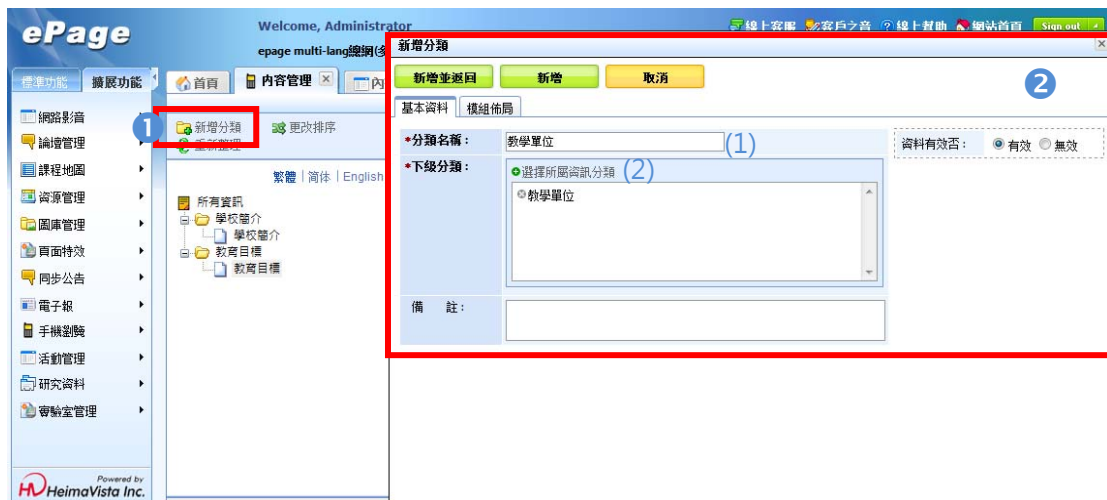 ePage
Welcome, Administrator
線上客服 客戶之音 線上幫助 網站首頁 Sign out
epage multi-lang總網(多
標準功能 擴展功能
首頁 內容管理 內
網路影音
論壇管理
課程地圖
資源管理
圖庫管理
頁面特效
同步公告
電子報
手機瀏覽
活動管理
研究資料
實驗室管理
Powered by
HeimaVista Inc.
1
新增分類 更改排序
重新整理
繁體 | 简体 | English
所有資訊
學校簡介
學校簡介
教育目標
教育目標
新增分類
2
新增並返回 新增 取消
基本資料 模組佈局
*分類名稱: 教學單位 (1)
資料有效否: 有效 無效
*下級分類: 選擇所屬資訊分類 (2)
教學單位
備 註: